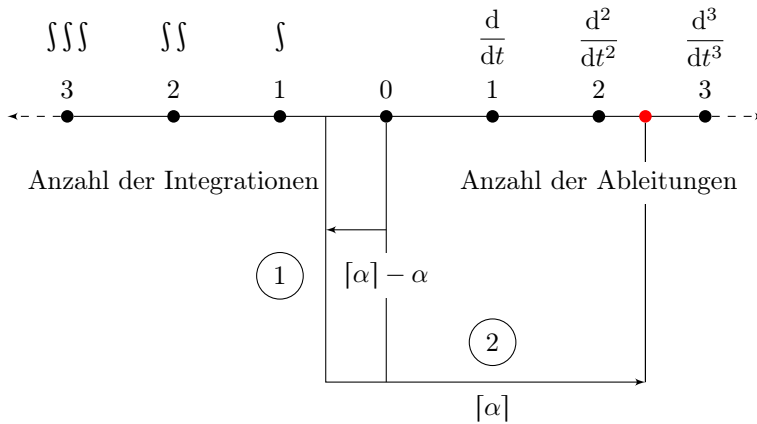 ∫∫∫ ∫∫ ∫ d/dt d²/dt² d³/dt³
3 2 1 0 1 2 3
Anzahl der Integrationen Anzahl der Ableitungen
1 ⌈α⌉ − α
2
⌈α⌉